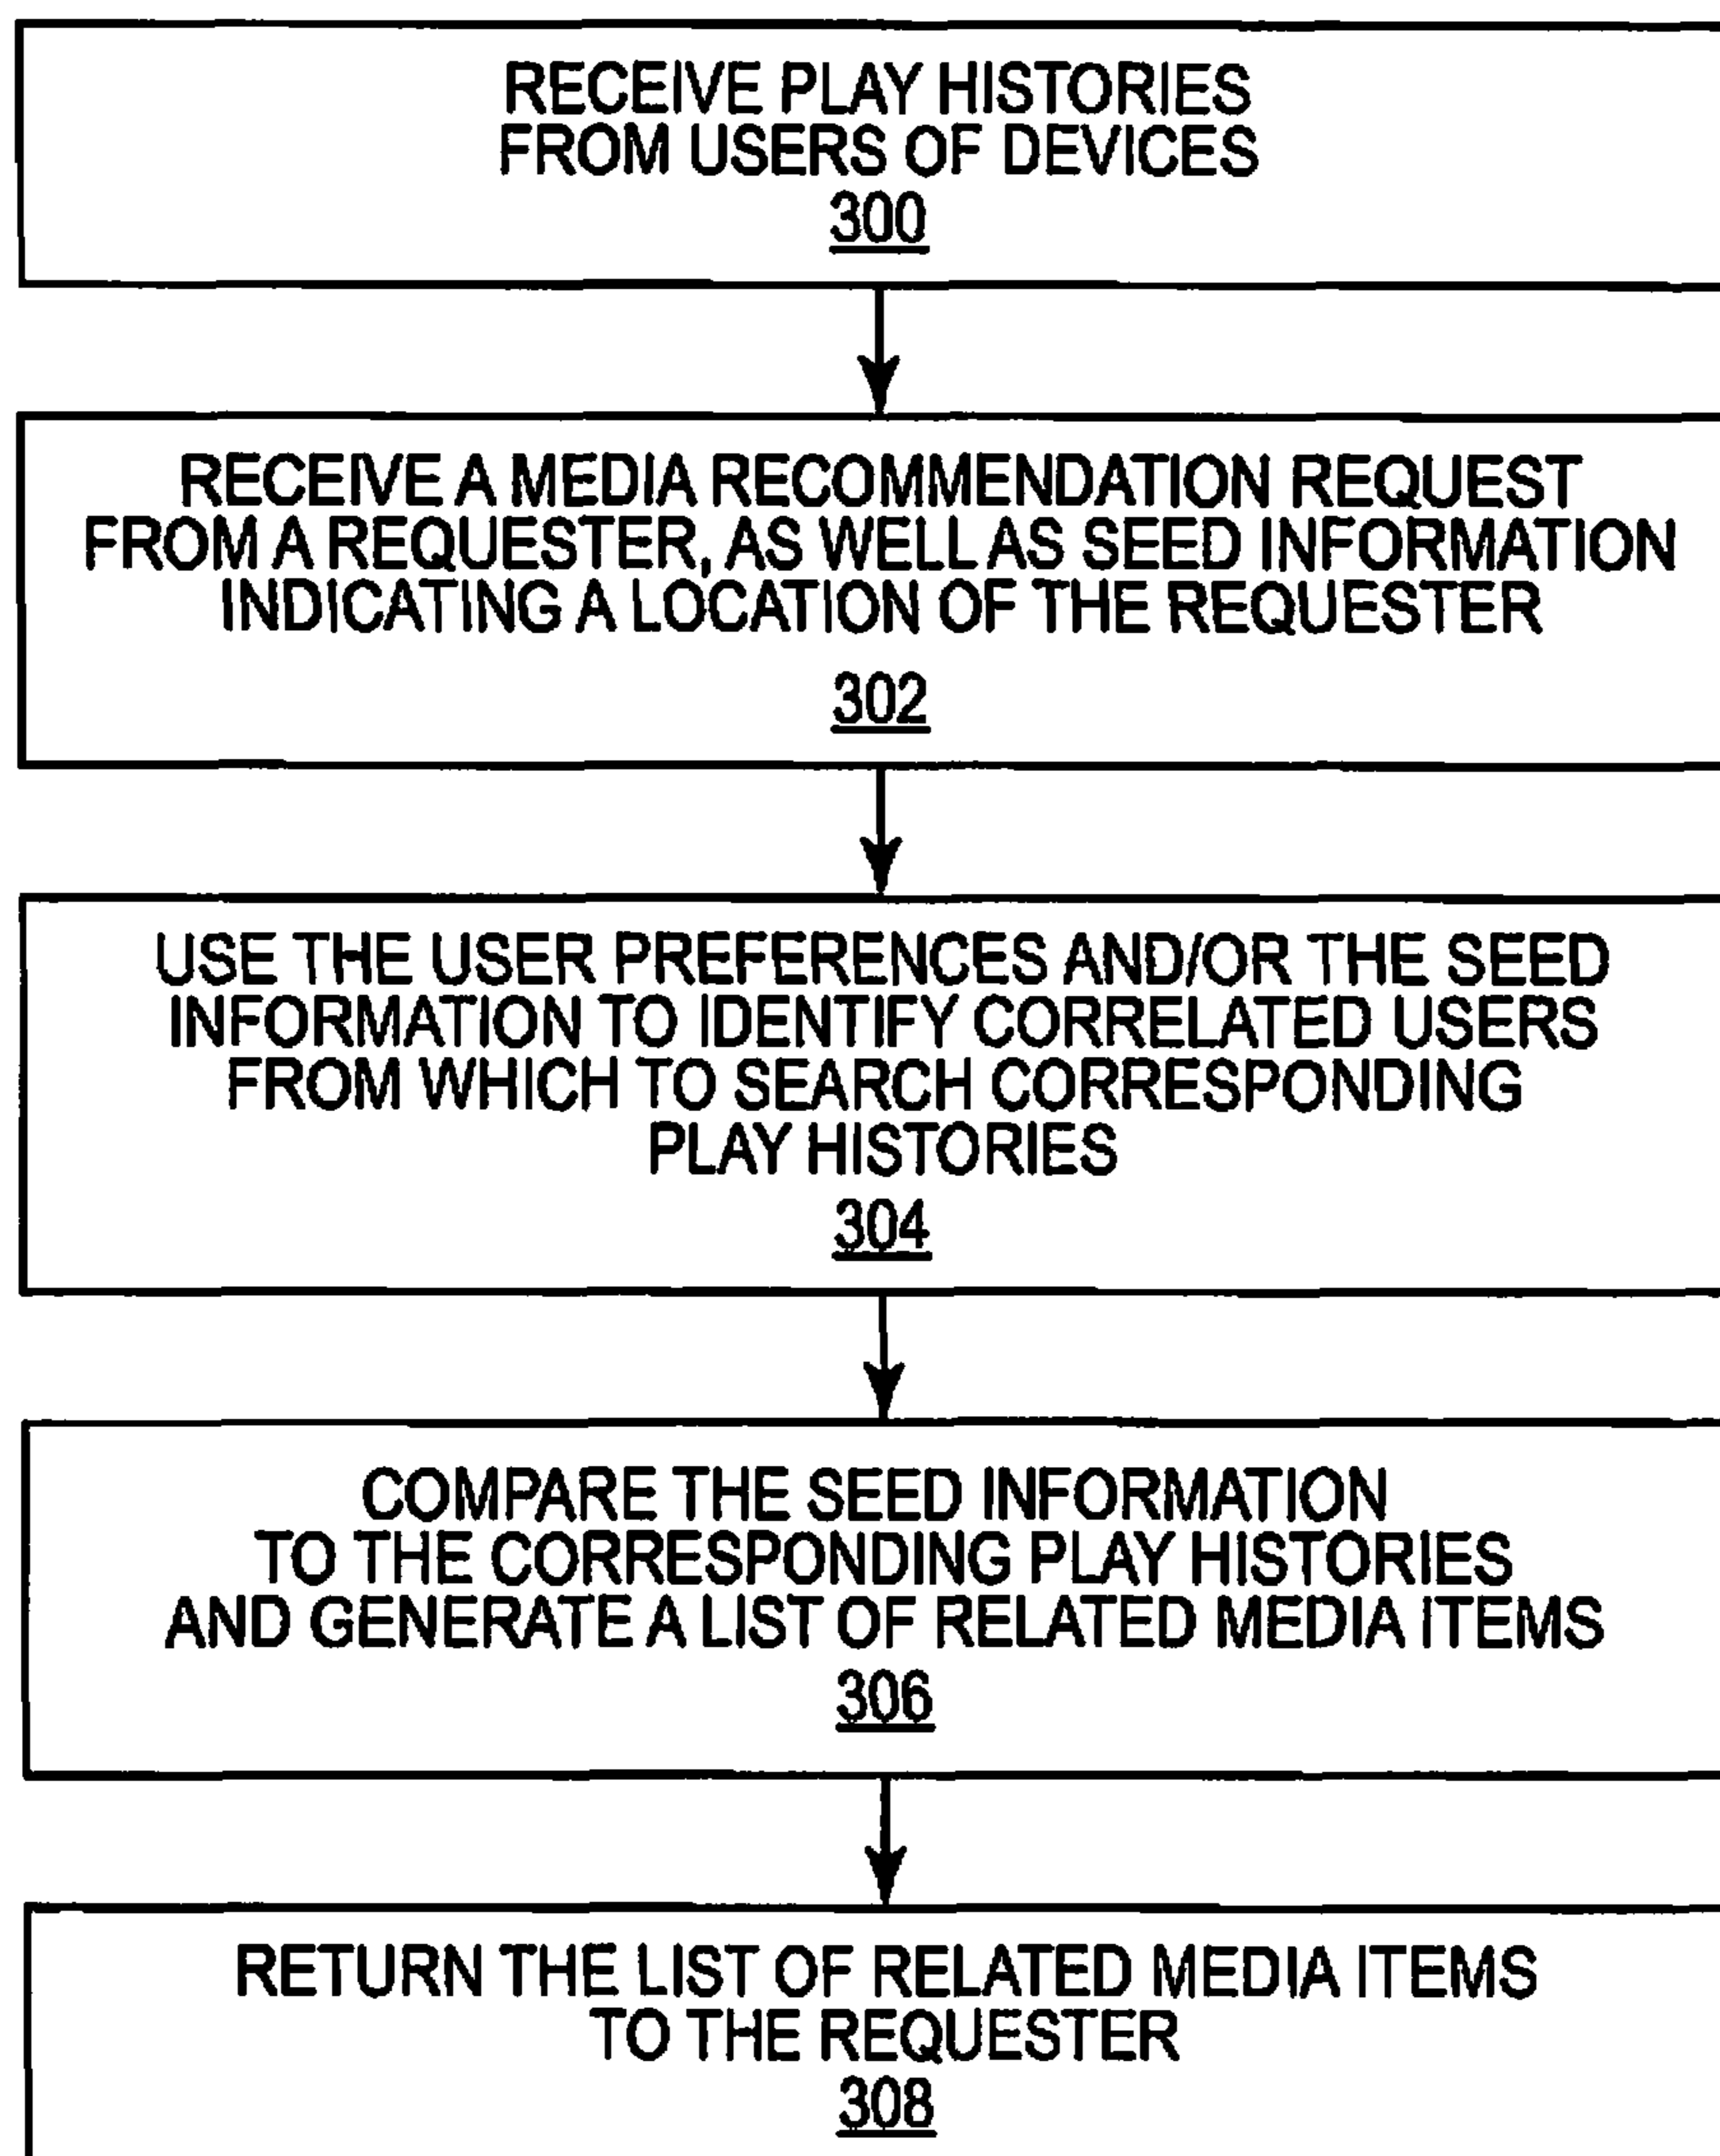 RECEIVE PLAY HISTORIES
FROM USERS OF DEVICES
300
RECEIVE A MEDIA RECOMMENDATION REQUEST
FROM A REQUESTER, AS WELL AS SEED INFORMATION
INDICATING A LOCATION OF THE REQUESTER
302
USE THE USER PREFERENCES AND/OR THE SEED
INFORMATION TO IDENTIFY CORRELATED USERS
FROM WHICH TO SEARCH CORRESPONDING
PLAY HISTORIES
304
COMPARE THE SEED INFORMATION
TO THE CORRESPONDING PLAY HISTORIES
AND GENERATE A LIST OF RELATED MEDIA ITEMS
306
RETURN THE LIST OF RELATED MEDIA ITEMS
TO THE REQUESTER
308